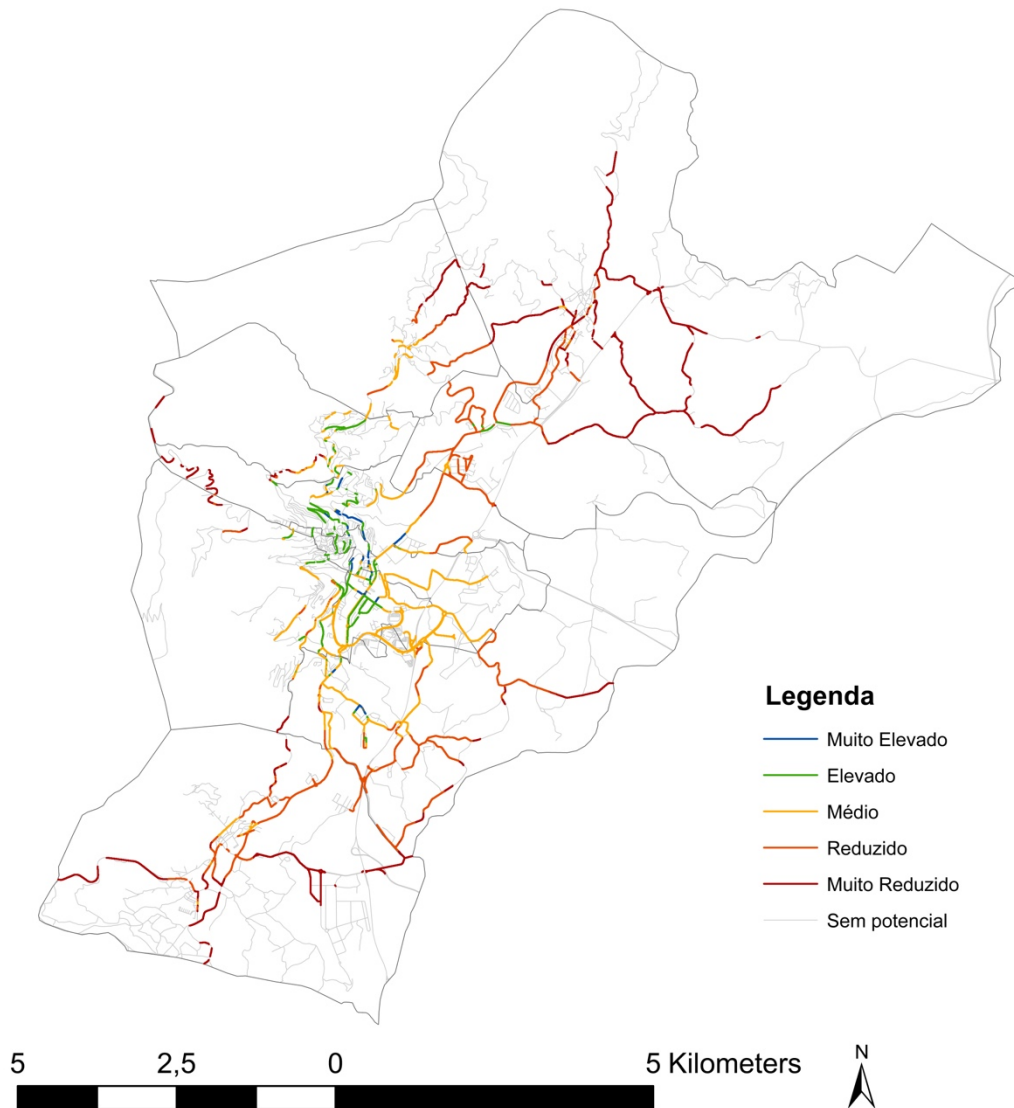 Legenda
Muito Elevado
Elevado
Médio
Reduzido
Muito Reduzido
Sem potencial
5 2,5 0 5 Kilometers
N